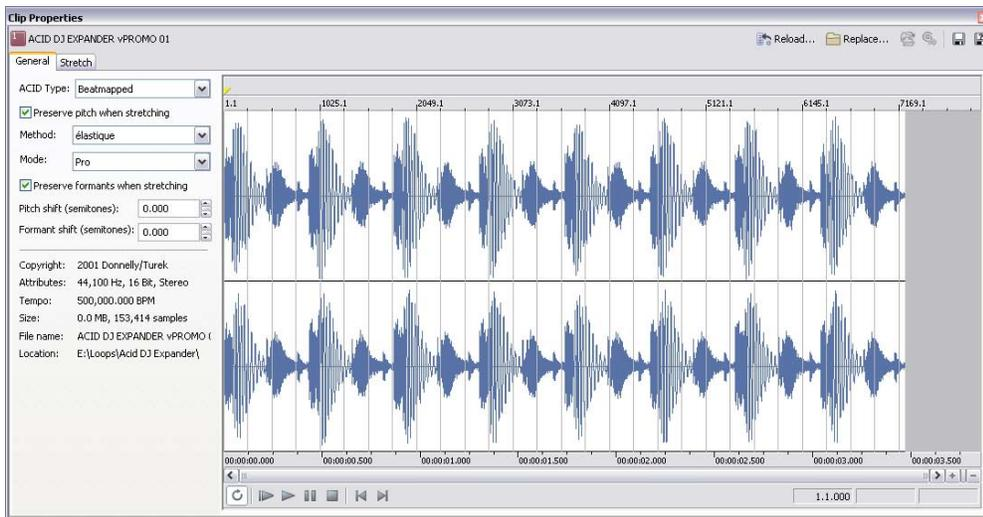 Clip Properties
ACID DJ EXPANDER vPROMO 01
Reload... Replace...
General Stretch
ACID Type: Beatmapped
Preserve pitch when stretching
Method: élastique
Mode: Pro
Preserve formants when stretching
Pitch shift (semitones): 0.000
Formant shift (semitones): 0.000
Copyright: 2001 Donnelly/Turek
Attributes: 44,100 Hz, 16 Bit, Stereo
Tempo: 500,000.000 BPM
Size: 0.0 MB, 153,414 samples
File name: ACID DJ EXPANDER vPROMO (
Location: E:\Loops\Acid DJ Expander\
1.1 1025.1 2049.1 3073.1 4097.1 5121.1 6145.1 7169.1
00:00:00.000 00:00:00.500 00:00:01.000 00:00:01.500 00:00:02.000 00:00:02.500 00:00:03.000 00:00:03.500
1.1.000